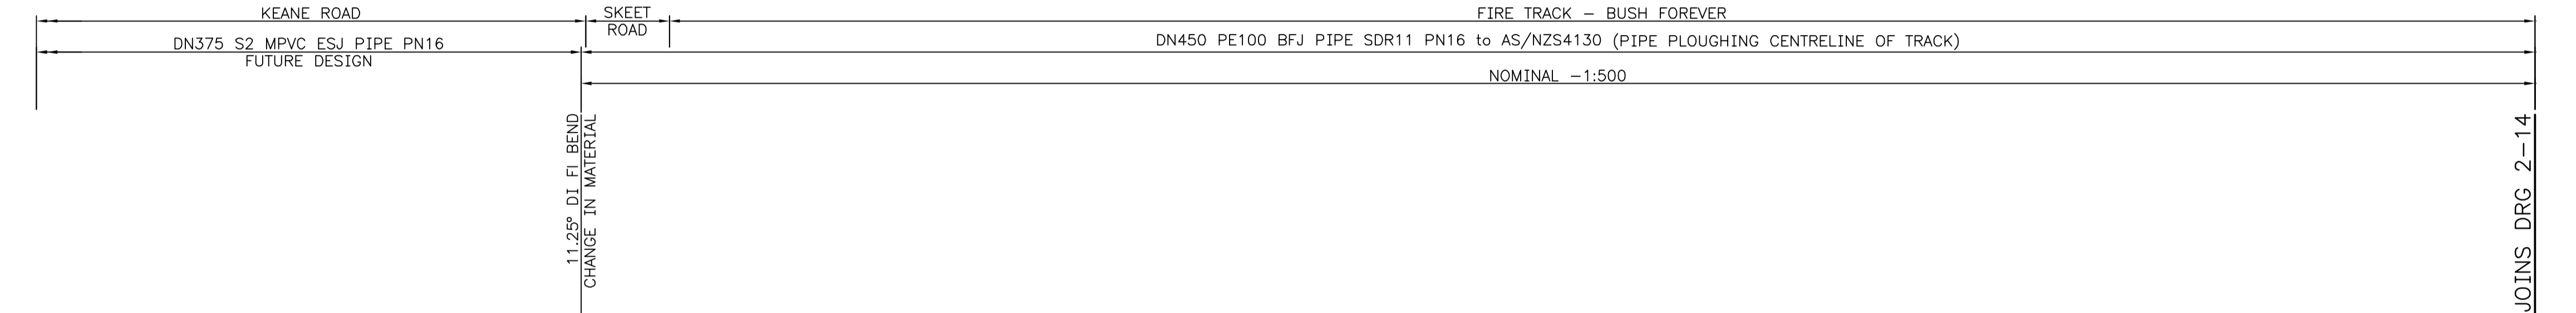 KEANE ROAD
SKEET
ROAD
FIRE TRACK - BUSH FOREVER
DN375 S2 MPVC ESJ PIPE PN16
FUTURE DESIGN
DN450 PE100 BFJ PIPE SDR11 PN16 to AS/NZS4130 (PIPE PLOUGHING CENTRELINE OF TRACK)
NOMINAL -1:500
11.25° DI Fl BEND
CHANGE IN MATERIAL
JOINS DRG 2-14